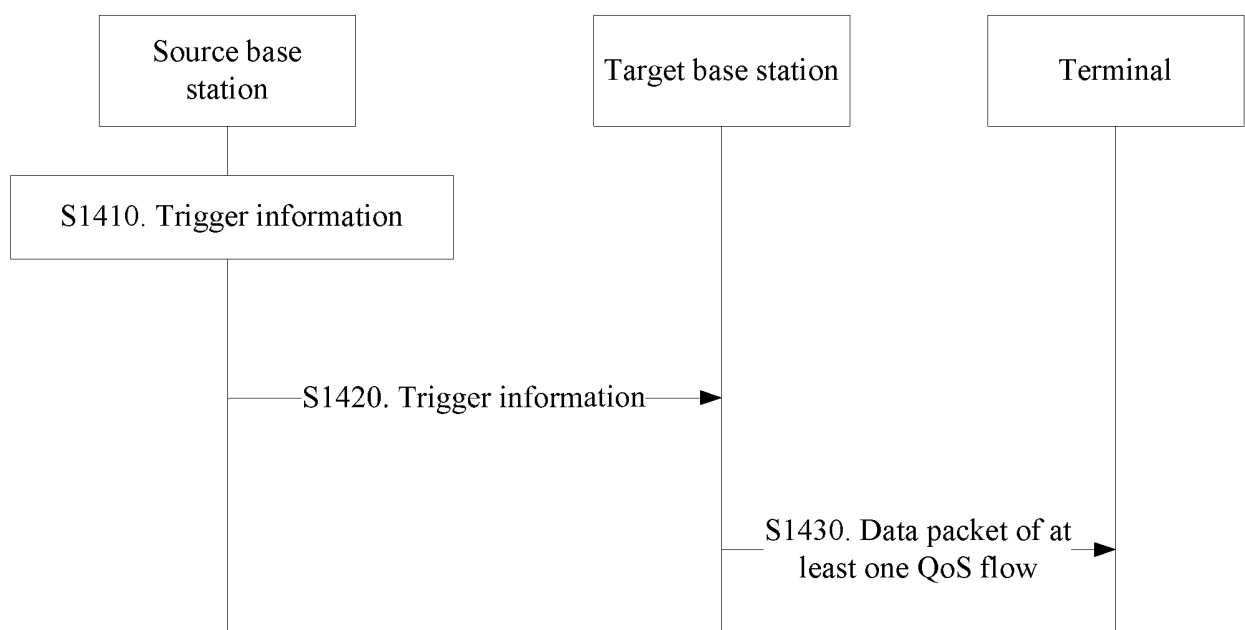 Source base
station
Target base station
Terminal
S1410. Trigger information
S1420. Trigger information
S1430. Data packet of at
least one QoS flow